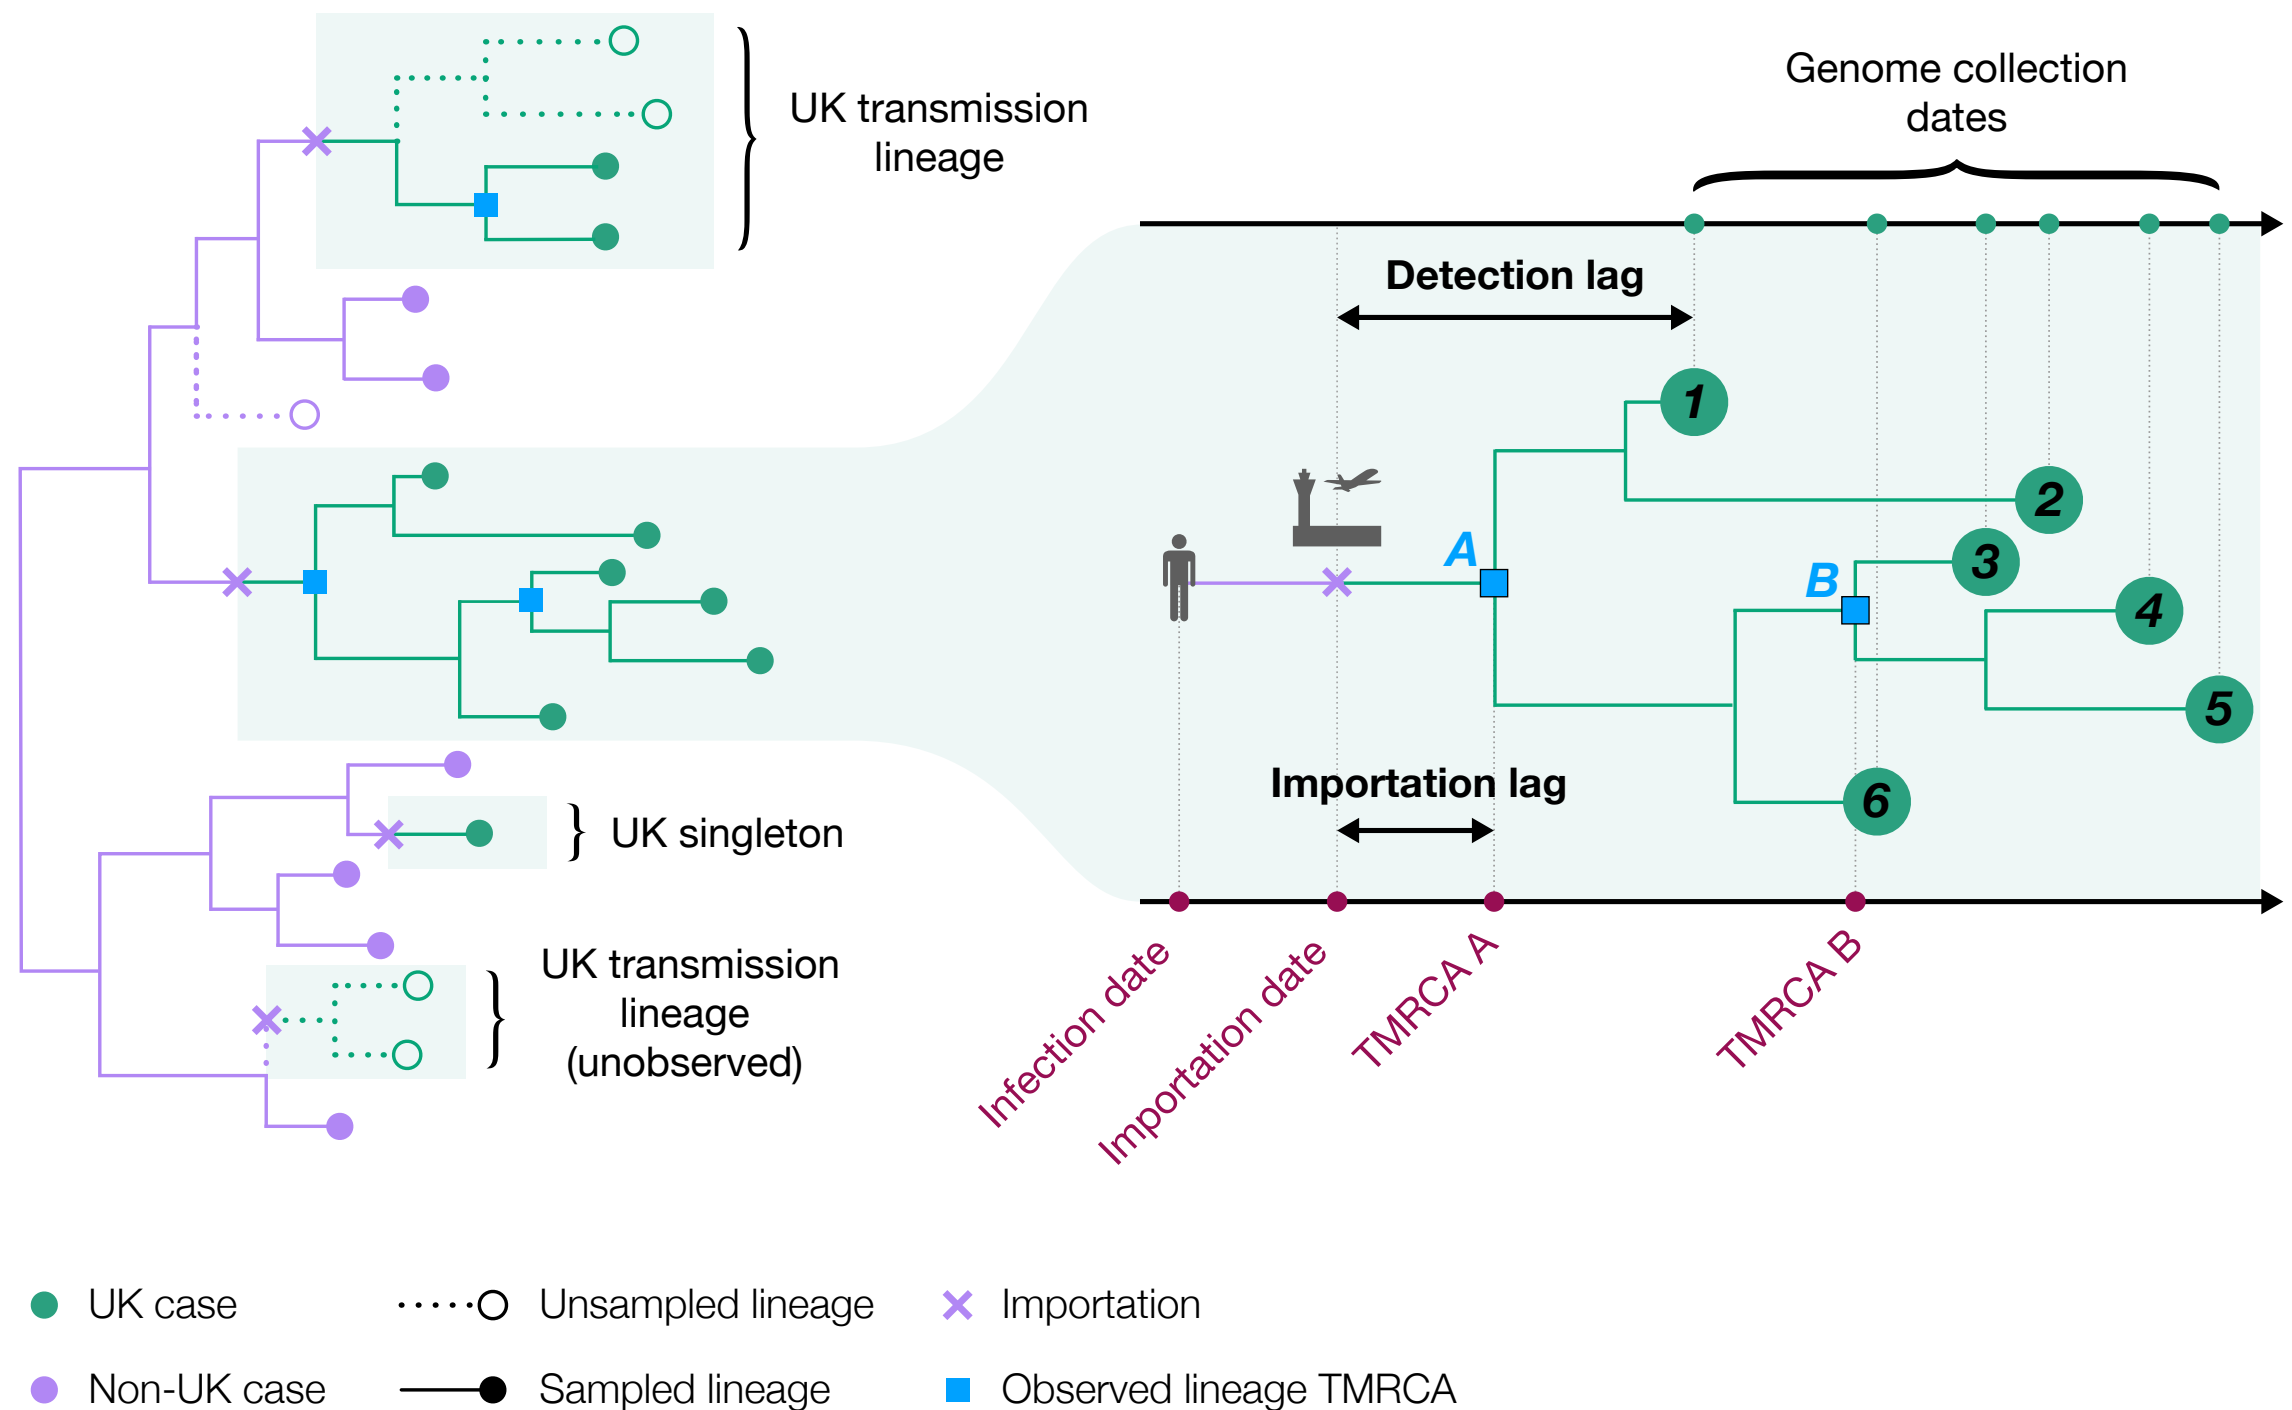 UK transmission
lineage
Genome collection
dates
Detection lag
1
2
A
3
B
4
5
Importation lag
6
UK singleton
UK transmission
lineage
(unobserved)
Infection date
Importation date
TMRCA A
TMRCA B
UK case
Unsampled lineage
Importation
Non-UK case
Sampled lineage
Observed lineage TMRCA